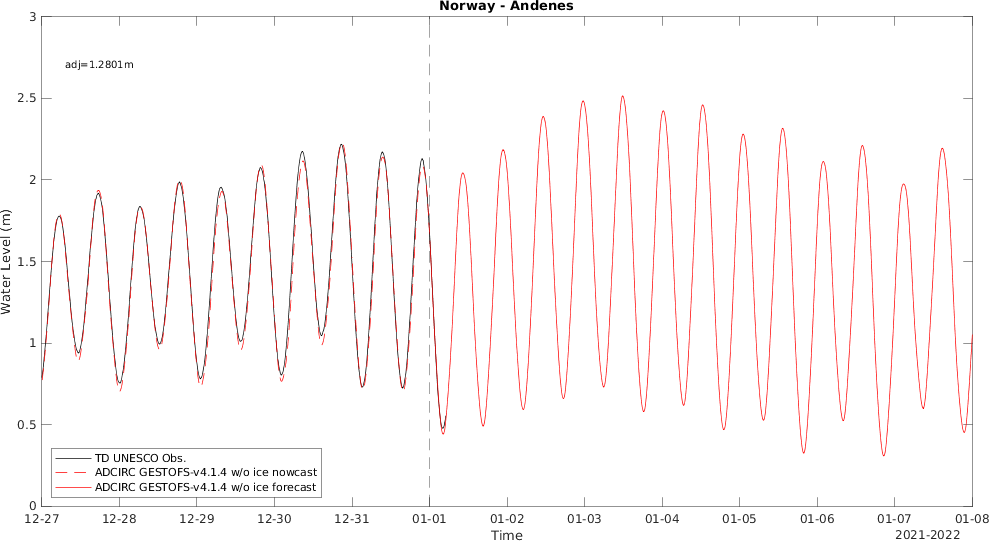 Norway - Andenes
3
2.5
2
1.5
1
0.5
0
Water Level (m)
adj=1.2801m
TD UNESCO Obs.
ADCIRC GESTOFS-v4.1.4 w/o ice nowcast
ADCIRC GESTOFS-v4.1.4 w/o ice forecast
12-27 12-28 12-29 12-30 12-31 01-01 01-02 01-03 01-04 01-05 01-06 01-07 01-08
Time
2021-2022